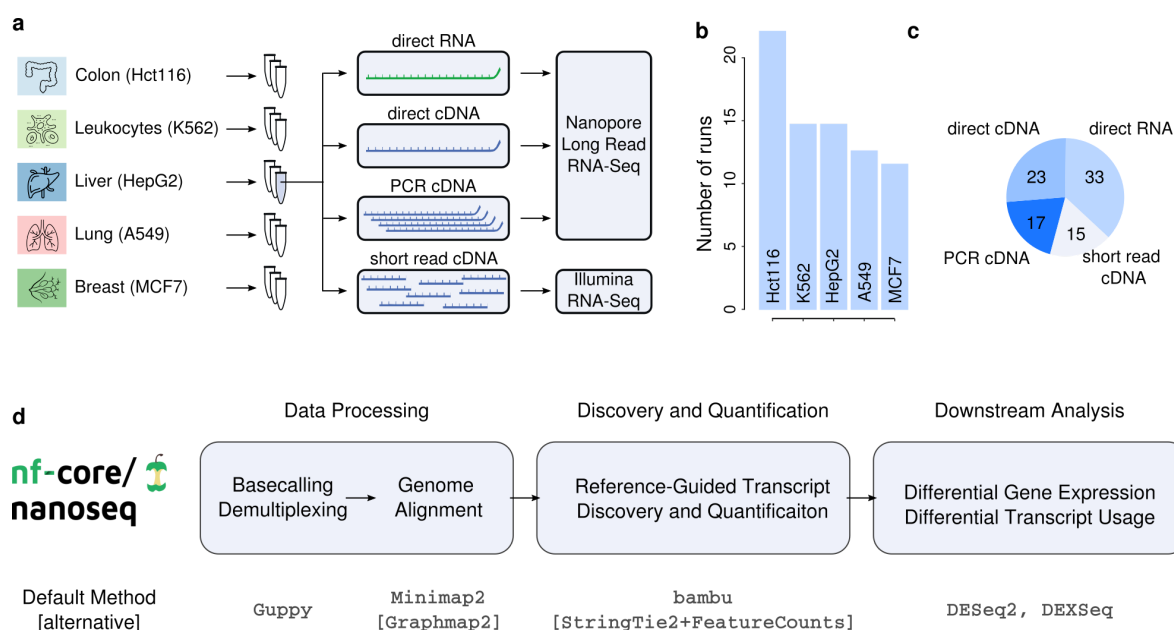 a
Colon (Hct116)
Leukocytes (K562)
Liver (HepG2)
Lung (A549)
Breast (MCF7)
direct RNA
direct cDNA
PCR cDNA
short read cDNA
Nanopore
Long Read
RNA-Seq
Illumina
RNA-Seq
b
Number of runs
20
15
10
5
0
Hct116
K562
HepG2
A549
MCF7
c
direct cDNA
direct RNA
23
33
17
15
PCR cDNA
short read
cDNA
d
nf-core/
nanoseq
Data Processing
Discovery and Quantification
Downstream Analysis
Basecalling
Demultiplexing
Genome
Alignment
Reference-Guided Transcript
Discovery and Quantificaiton
Differential Gene Expression
Differential Transcript Usage
Default Method
[alternative]
Guppy
Minimap2
[Graphmap2]
bambu
[StringTie2+FeatureCounts]
DESeq2, DEXSeq